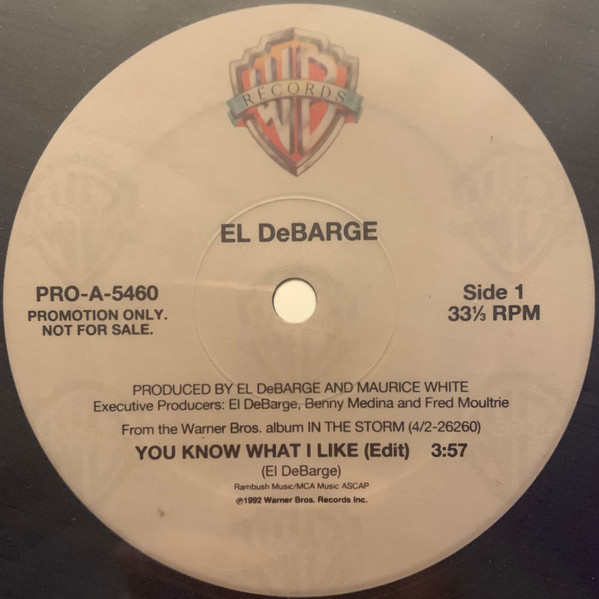 RECORDS
EL DeBARGE
PRO-A-5460
PROMOTION ONLY.
NOT FOR SALE.
Side 1
33⅓ RPM
PRODUCED BY EL DeBARGE AND MAURICE WHITE
Executive Producers: El DeBarge, Benny Medina and Fred Moultrie
From the Warner Bros. album IN THE STORM (4/2-26260)
YOU KNOW WHAT I LIKE (Edit) 3:57
(El DeBarge)
Rambush Music/MCA Music ASCAP
℗1992 Warner Bros. Records Inc.